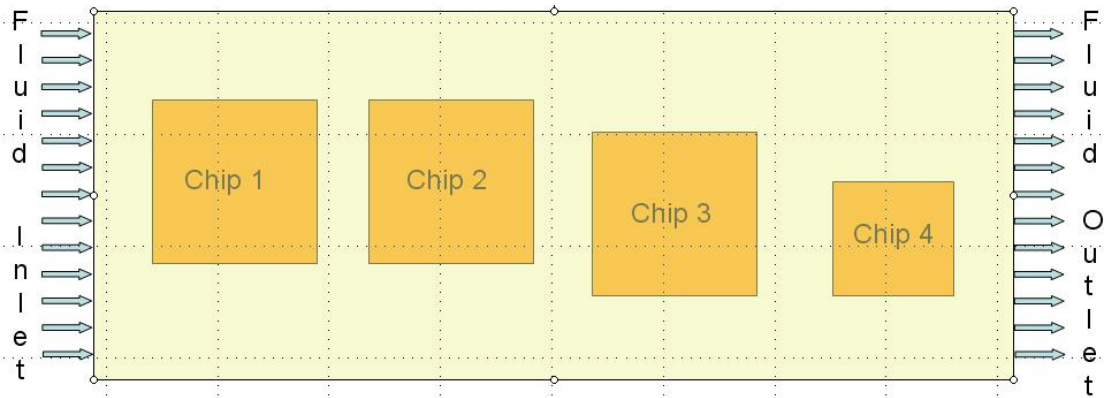 Fluid Inlet
Chip 1
Chip 2
Chip 3
Chip 4
Fluid Outlet